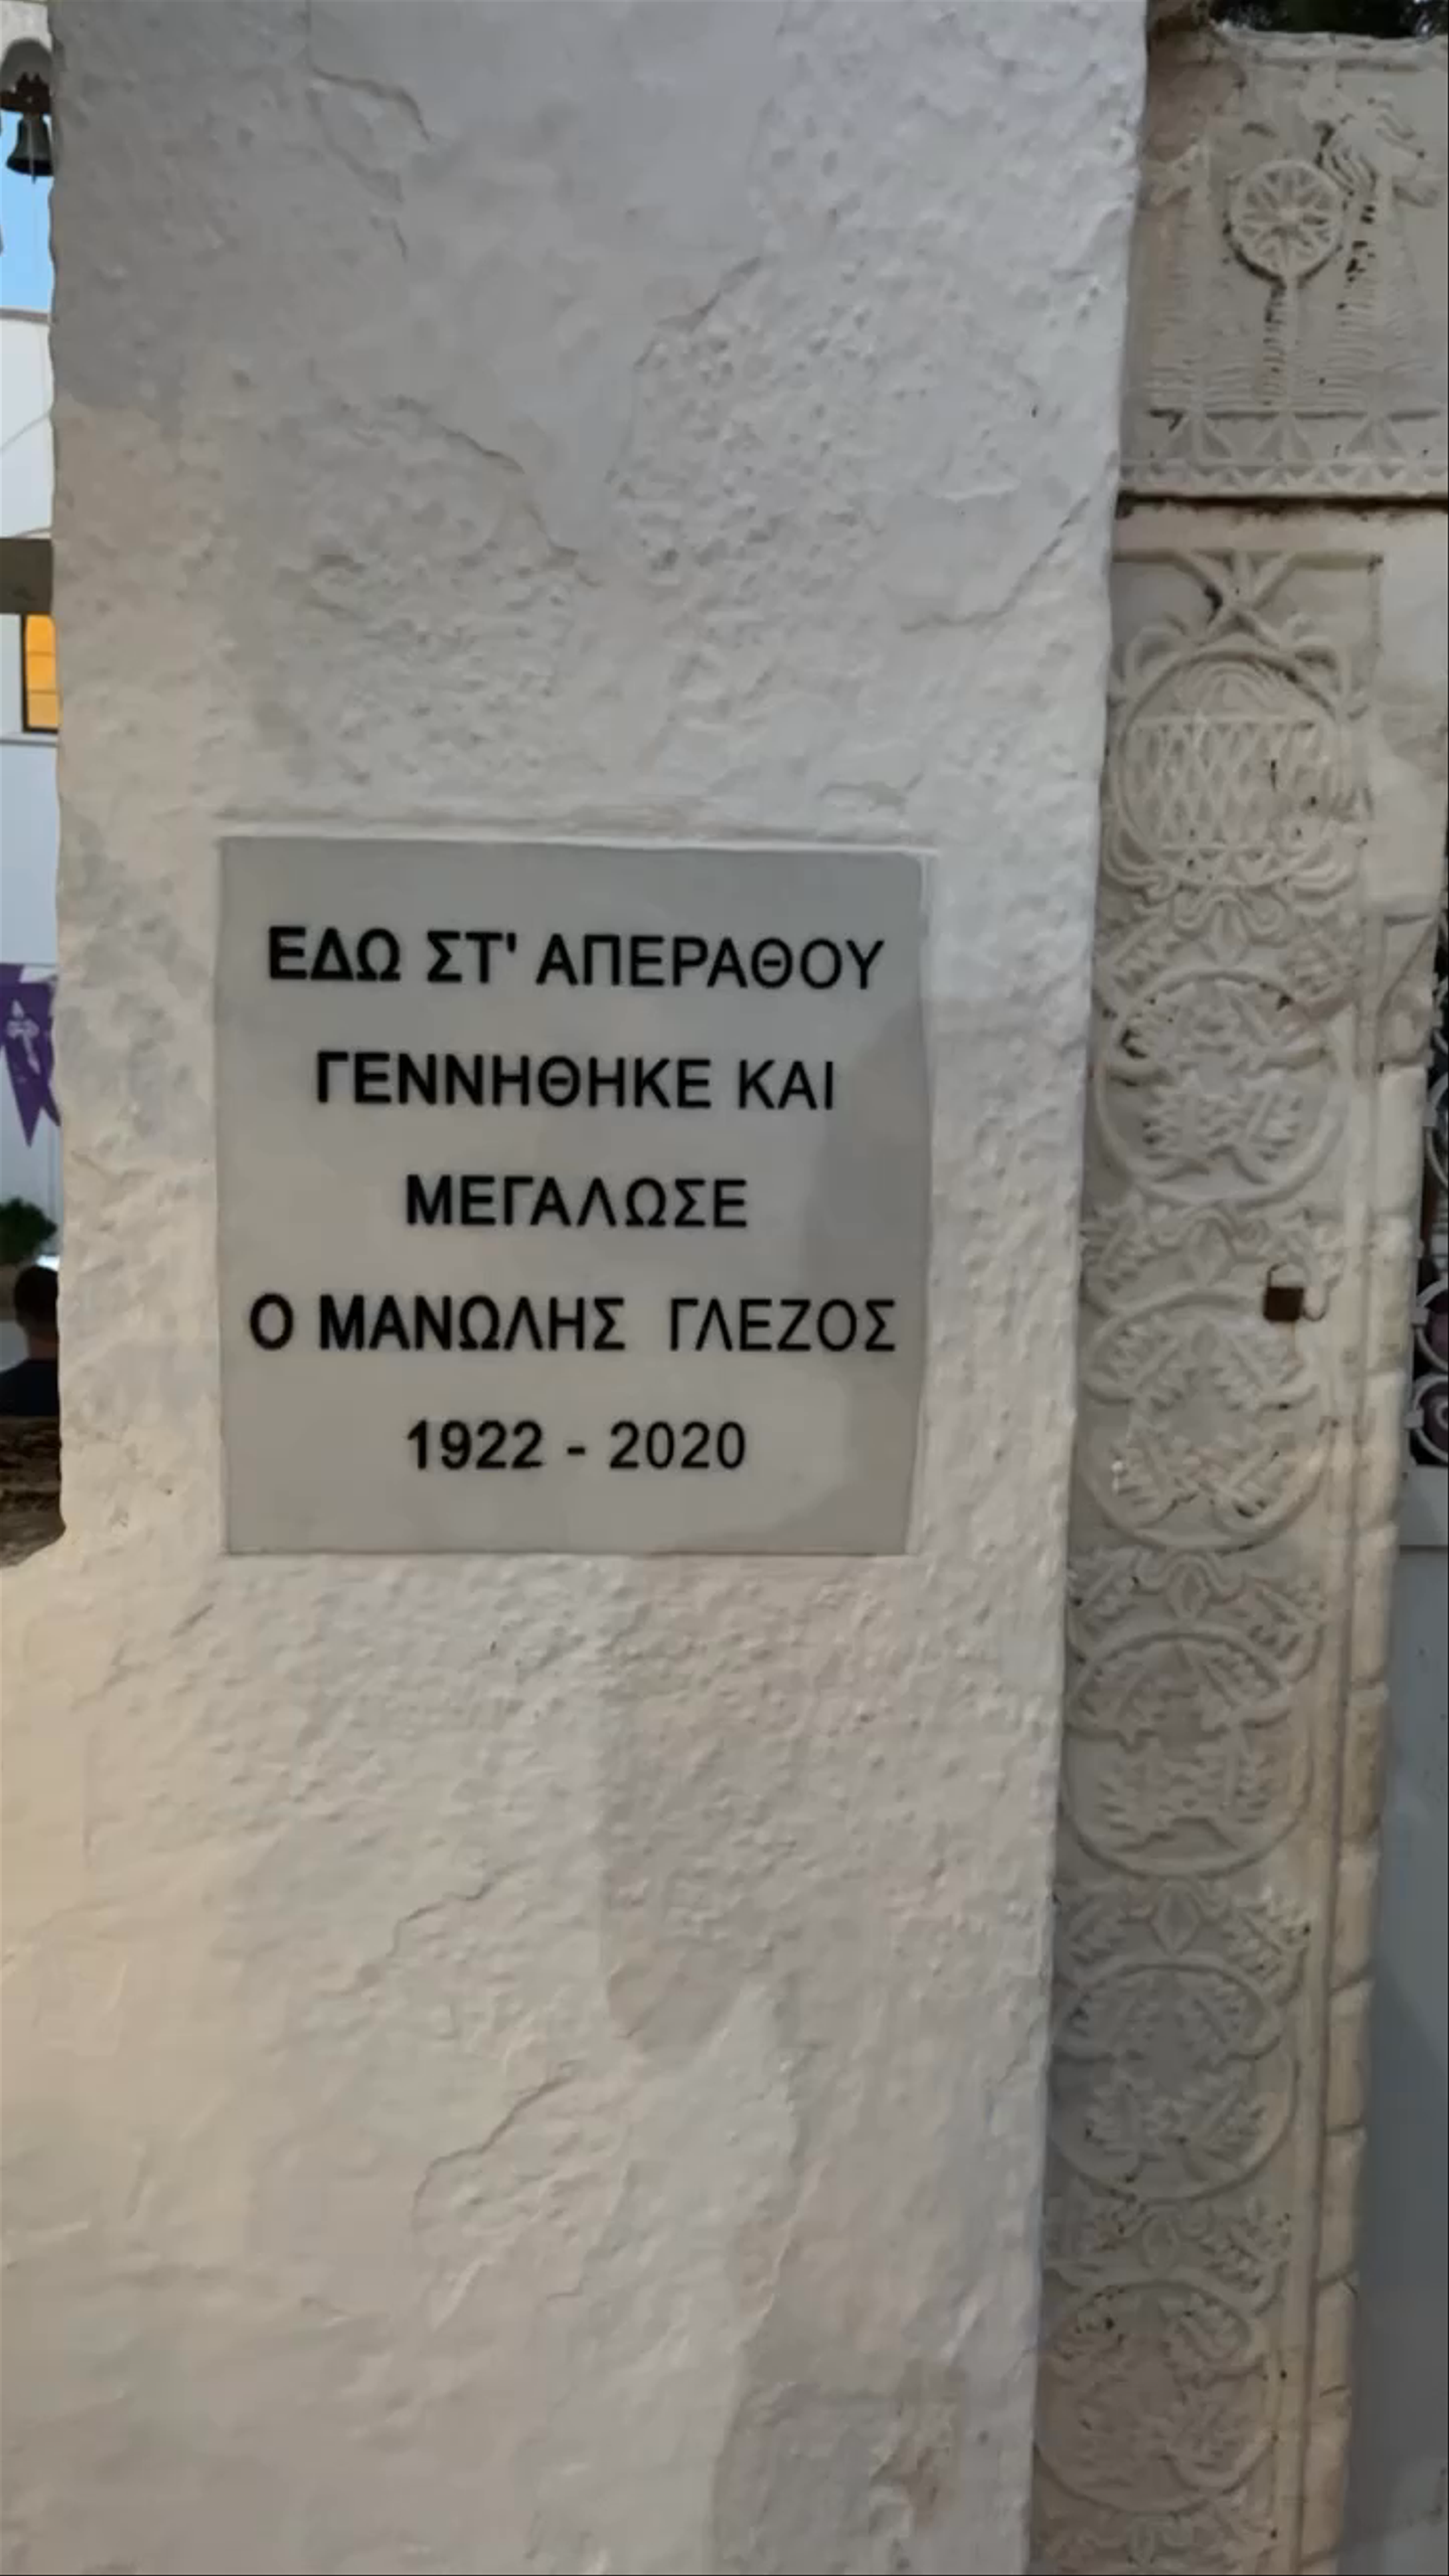 ΕΔΩ ΣΤ' ΑΠΕΡΑΘΟΥ
ΓΕΝΝΗΘΗΚΕ ΚΑΙ
ΜΕΓΑΛΩΣΕ
Ο ΜΑΝΩΛΗΣ ΓΛΕΖΟΣ
1922 - 2020